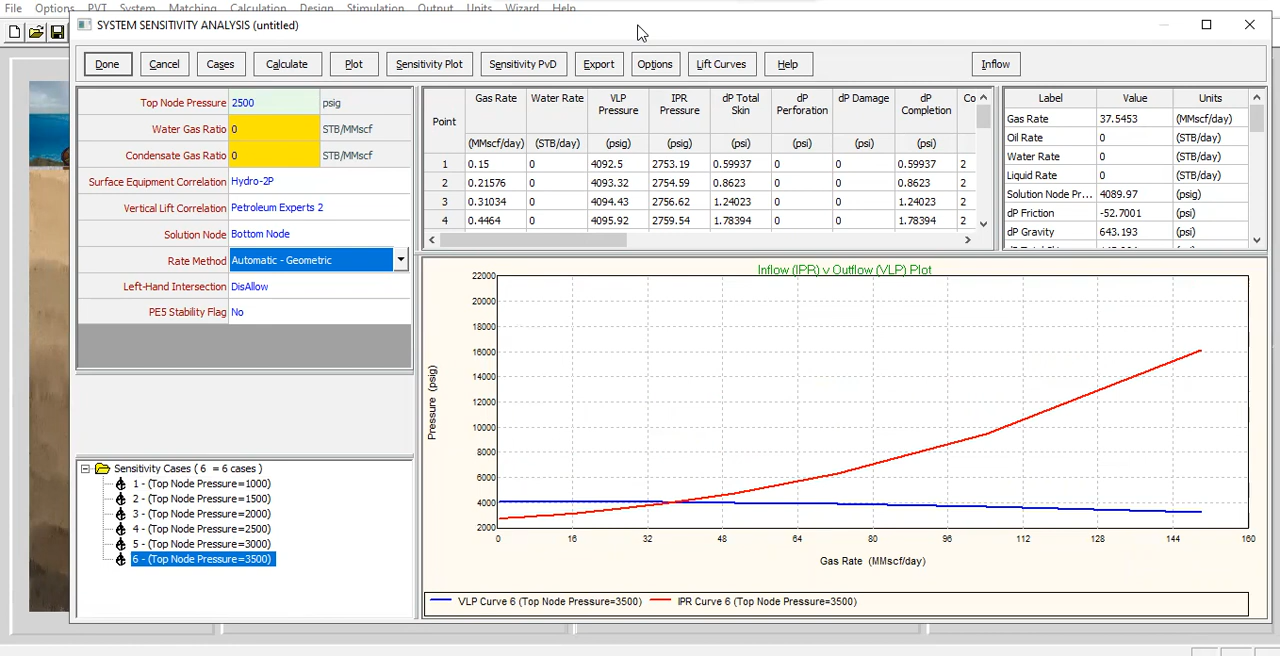 File Options PVT System Matching Calculation Design Stimulation Output Units Wizard Help
SYSTEM SENSITIVITY ANALYSIS (untitled)
Done Cancel Cases Calculate Plot Sensitivity Plot Sensitivity PvD Export Options Lift Curves Help Inflow
Top Node Pressure 2500 psig
Water Gas Ratio 0 STB/MMscf
Condensate Gas Ratio 0 STB/MMscf
Surface Equipment Correlation Hydro-2P
Vertical Lift Correlation Petroleum Experts 2
Solution Node Bottom Node
Rate Method Automatic - Geometric
Left-Hand Intersection DisAllow
PE5 Stability Flag No
Point Gas Rate Water Rate VLP Pressure IPR Pressure dP Total Skin dP Perforation dP Damage dP Completion Co
(MMscf/day) (STB/day) (psig) (psig) (psi) (psi) (psi) (psi)
1 0.15 0 4092.5 2753.19 0.59937 0 0 0.59937 2
2 0.21576 0 4093.32 2754.59 0.8623 0 0 0.8623 2
3 0.31034 0 4094.43 2756.62 1.24023 0 0 1.24023 2
4 0.4464 0 4095.92 2759.54 1.78394 0 0 1.78394 2
Label Value Units
Gas Rate 37.5453 (MMscf/day)
Oil Rate 0 (STB/day)
Water Rate 0 (STB/day)
Liquid Rate 0 (STB/day)
Solution Node Pr... 4089.97 (psig)
dP Friction -52.7001 (psi)
dP Gravity 643.193 (psi)
Inflow (IPR) v Outflow (VLP) Plot
Pressure (psig)
22000
20000
18000
16000
14000
12000
10000
8000
6000
4000
2000
0 16 32 48 64 80 96 112 128 144 160
Gas Rate (MMscf/day)
VLP Curve 6 (Top Node Pressure=3500) IPR Curve 6 (Top Node Pressure=3500)
Sensitivity Cases ( 6 = 6 cases )
1 - (Top Node Pressure=1000)
2 - (Top Node Pressure=1500)
3 - (Top Node Pressure=2000)
4 - (Top Node Pressure=2500)
5 - (Top Node Pressure=3000)
6 - (Top Node Pressure=3500)